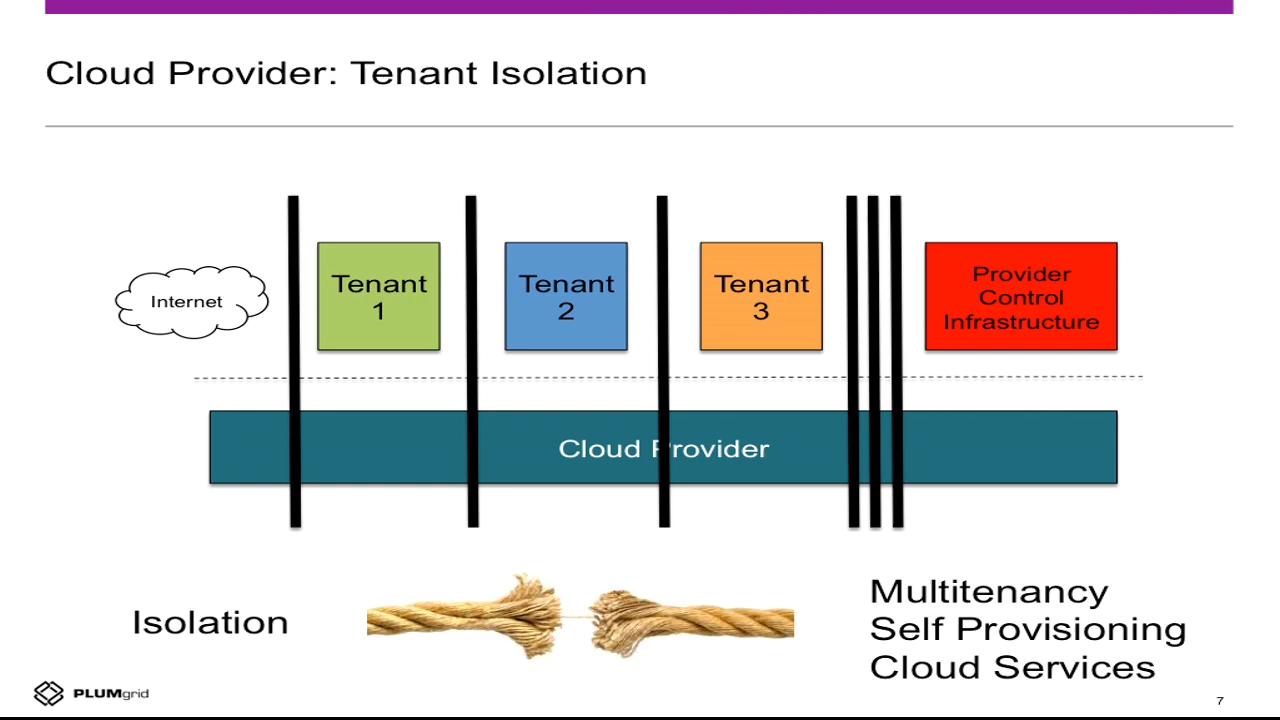 Cloud Provider: Tenant Isolation
Internet
Tenant
1
Tenant
2
Tenant
3
Provider
Control
Infrastructure
Cloud Provider
Isolation
Multitenancy
Self Provisioning
Cloud Services
PLUMgrid
7